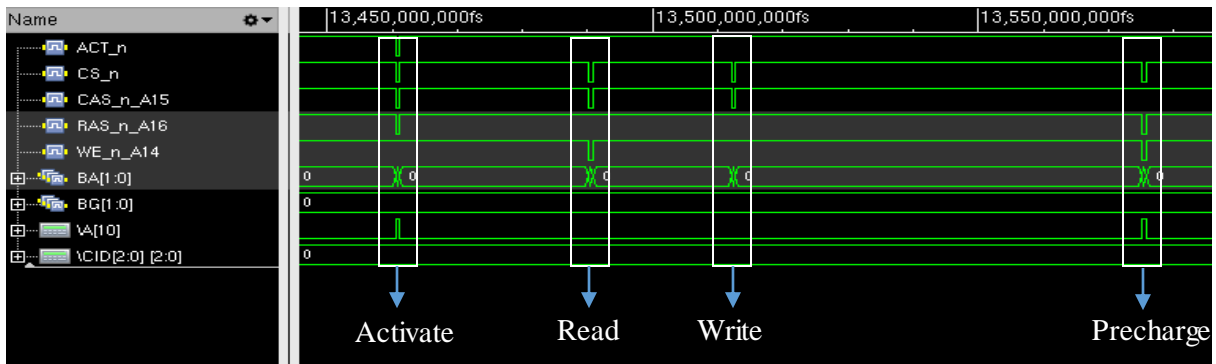 Name
13,450,000,000fs
13,500,000,000fs
13,550,000,000fs
ACT_n
CS_n
CAS_n_A15
RAS_n_A16
WE_n_A14
BA[1:0] 0 0 0 0 0
BG[1:0] 0
\A[10]
\CID[2:0] [2:0] 0
Activate
Read
Write
Precharge